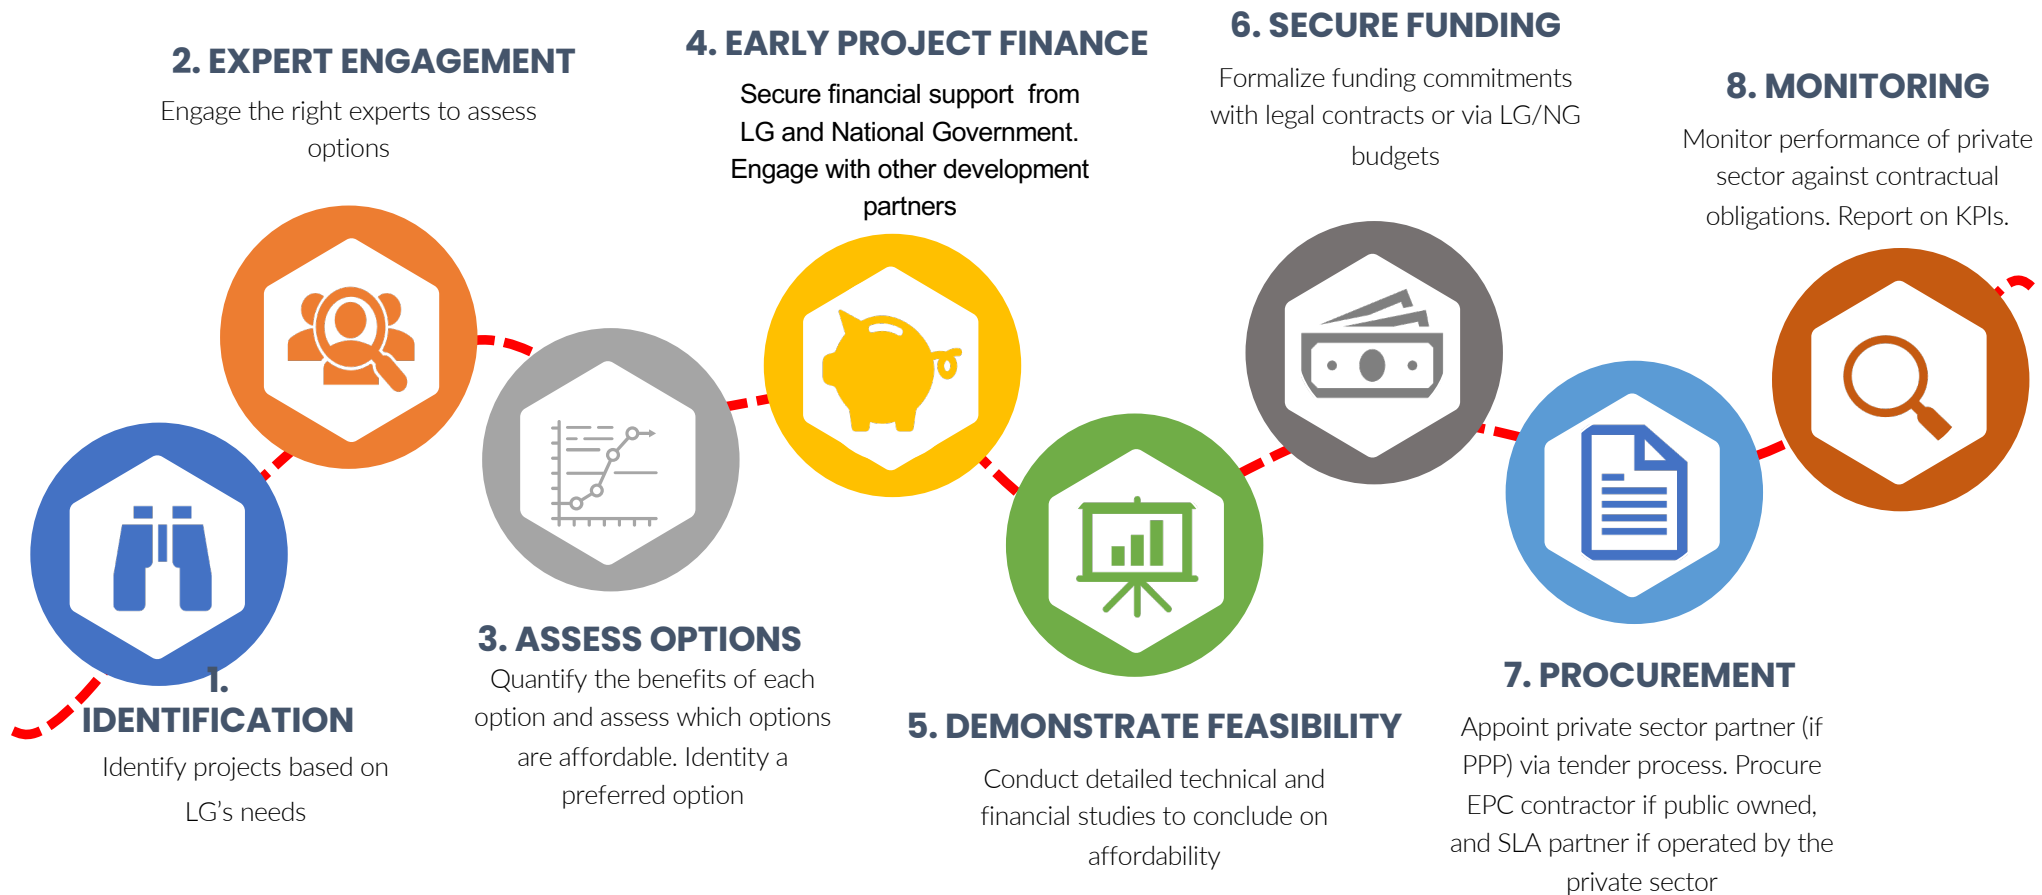 1.
IDENTIFICATION
Identify projects based on
LG's needs
2. EXPERT ENGAGEMENT
Engage the right experts to assess
options
3. ASSESS OPTIONS
Quantify the benefits of each
option and assess which options
are affordable. Identity a
preferred option
4. EARLY PROJECT FINANCE
Secure financial support from
LG and National Government.
Engage with other development
partners
5. DEMONSTRATE FEASIBILITY
Conduct detailed technical and
financial studies to conclude on
affordability
6. SECURE FUNDING
Formalize funding commitments
with legal contracts or via LG/NG
budgets
7. PROCUREMENT
Appoint private sector partner (if
PPP) via tender process. Procure
EPC contractor if public owned,
and SLA partner if operated by the
private sector
8. MONITORING
Monitor performance of private
sector against contractual
obligations. Report on KPIs.